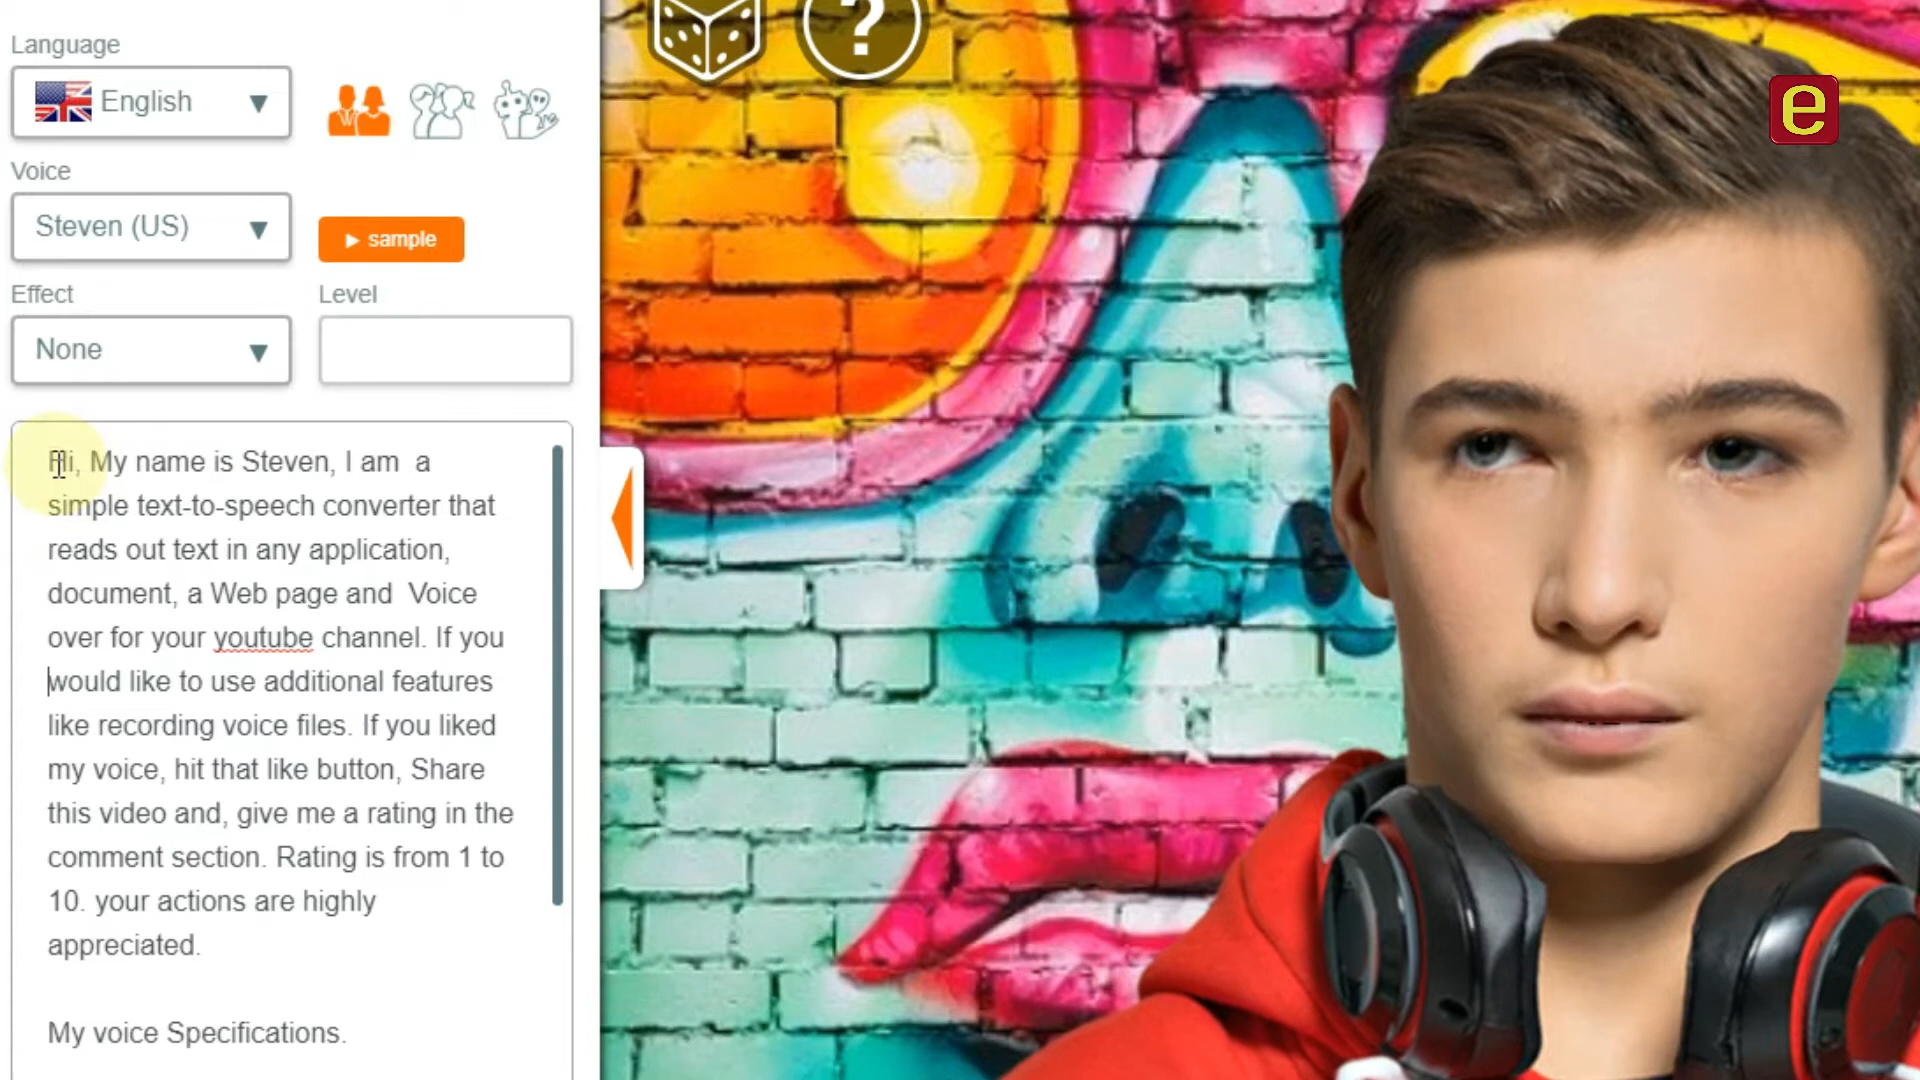 Language
English
Voice
Steven (US)
sample
Effect
Level
None
Hi, My name is Steven, I am  a
simple text-to-speech converter that
reads out text in any application,
document, a Web page and  Voice
over for your youtube channel. If you
would like to use additional features
like recording voice files. If you liked
my voice, hit that like button, Share
this video and, give me a rating in the
comment section. Rating is from 1 to
10. your actions are highly
appreciated.
My voice Specifications.
?
e